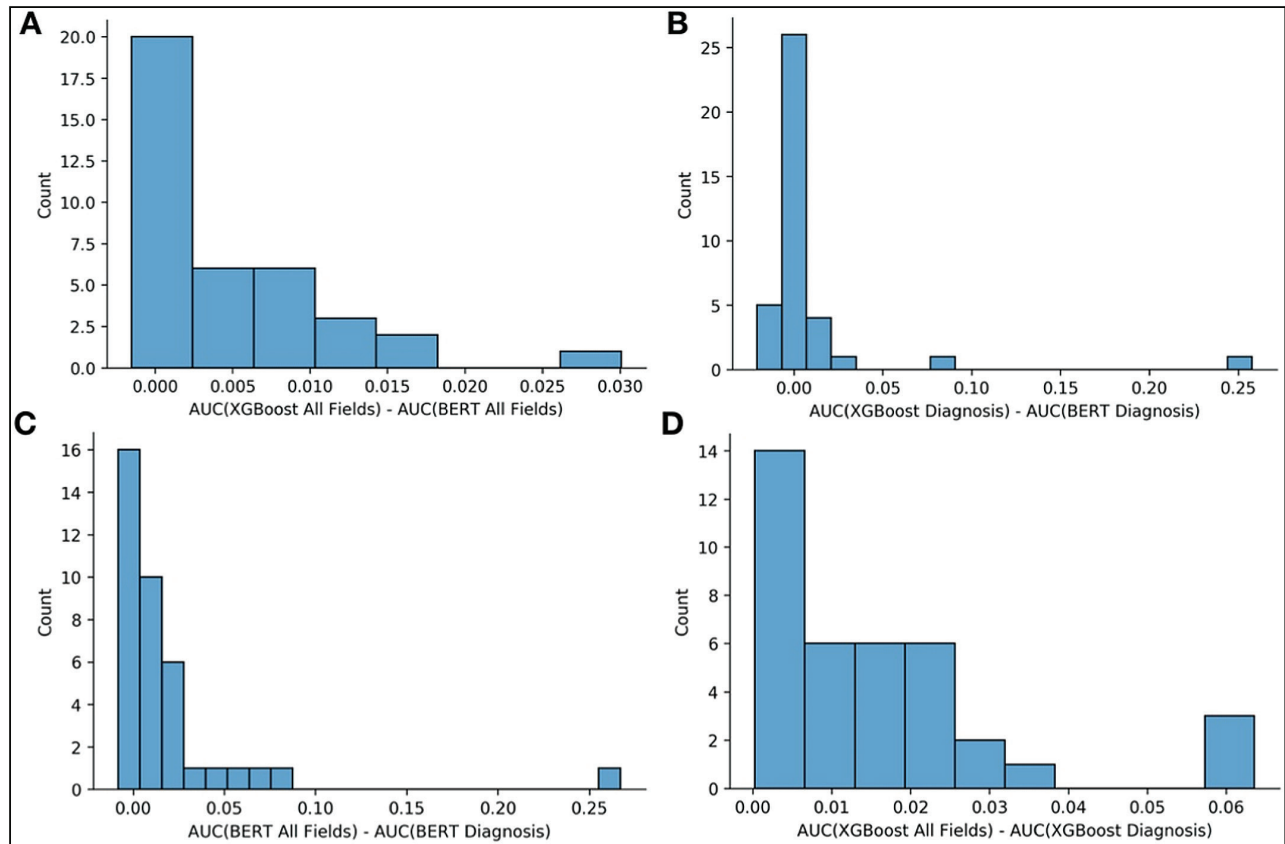 A
20.0
17.5
15.0
12.5
10.0
7.5
5.0
2.5
0.0
Count
0.000 0.005 0.010 0.015 0.020 0.025 0.030
AUC(XGBoost All Fields) - AUC(BERT All Fields)
B
25
20
15
10
5
0
Count
0.00 0.05 0.10 0.15 0.20 0.25
AUC(XGBoost Diagnosis) - AUC(BERT Diagnosis)
C
16
14
12
10
8
6
4
2
0
Count
0.00 0.05 0.10 0.15 0.20 0.25
AUC(BERT All Fields) - AUC(BERT Diagnosis)
D
14
12
10
8
6
4
2
0
Count
0.00 0.01 0.02 0.03 0.04 0.05 0.06
AUC(XGBoost All Fields) - AUC(XGBoost Diagnosis)